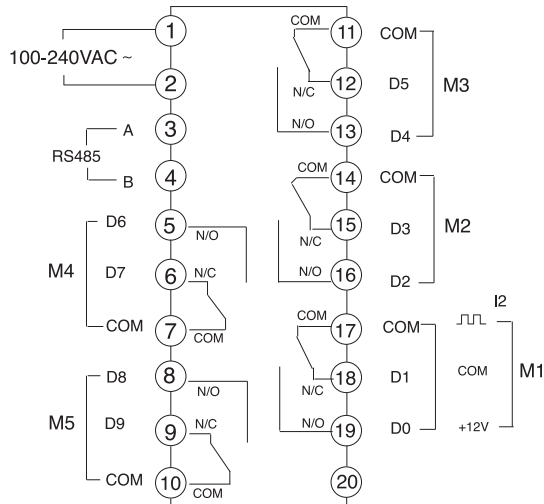 1 COM 11 COM
100-240VAC ~
2 N/C 12 D5 M3
A 3 N/O 13 D4
RS485
B 4 COM 14 COM
D6 5 N/O N/C 15 D3 M2
M4 D7 6 N/C N/O 16 D2
I2
COM 7 COM COM 17 COM
D8 8 N/O N/C 18 D1 COM M1
M5 D9 9 N/C N/O 19 D0 +12V
COM 10 COM 20